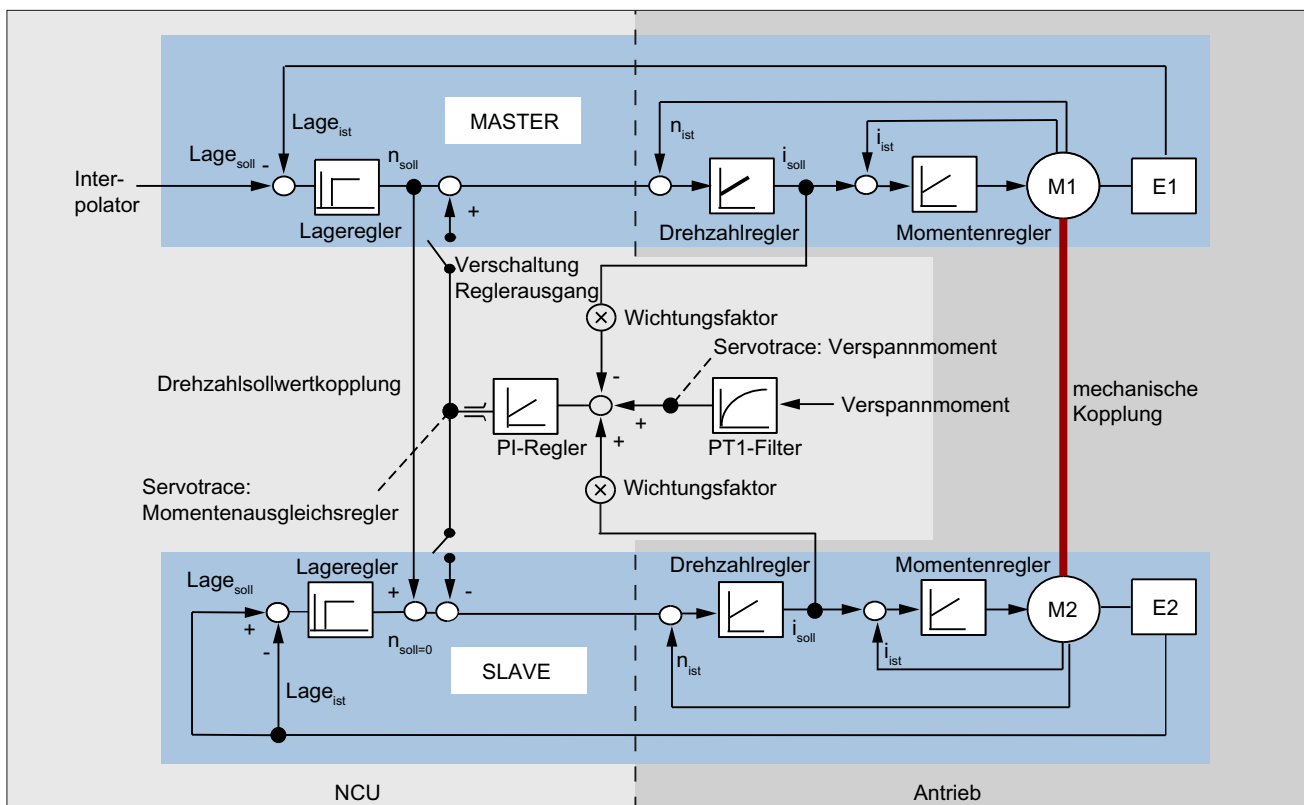 MASTER
Lage ist
n ist
i soll
i ist
Lage soll
-
n soll
Inter-
polator
+
M1
E1
Lageregler
Drehzahlregler
Momentenregler
Verschaltung
Reglerausgang
×
Wichtungsfaktor
Servotrace: Verspannmoment
-
Drehzahlsollwertkopplung
mechanische
Kopplung
Verspannmoment
+
+
PI-Regler
PT1-Filter
Servotrace:
Momentenausgleichsregler
×
Wichtungsfaktor
Lageregler
Drehzahlregler
Momentenregler
Lage soll
+
-
M2
E2
+
-
n soll=0
i soll
n ist
i ist
SLAVE
Lage ist
NCU
Antrieb